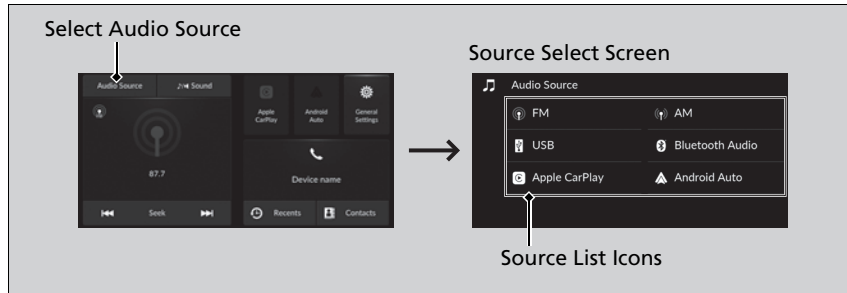 Select Audio Source
Source Select Screen
Audio Source
Sound
Apple
CarPlay
Android
Auto
General
Settings
87.7
Device name
Seek
Recents
Contacts
Audio Source
FM
AM
USB
Bluetooth Audio
Apple CarPlay
Android Auto
Source List Icons